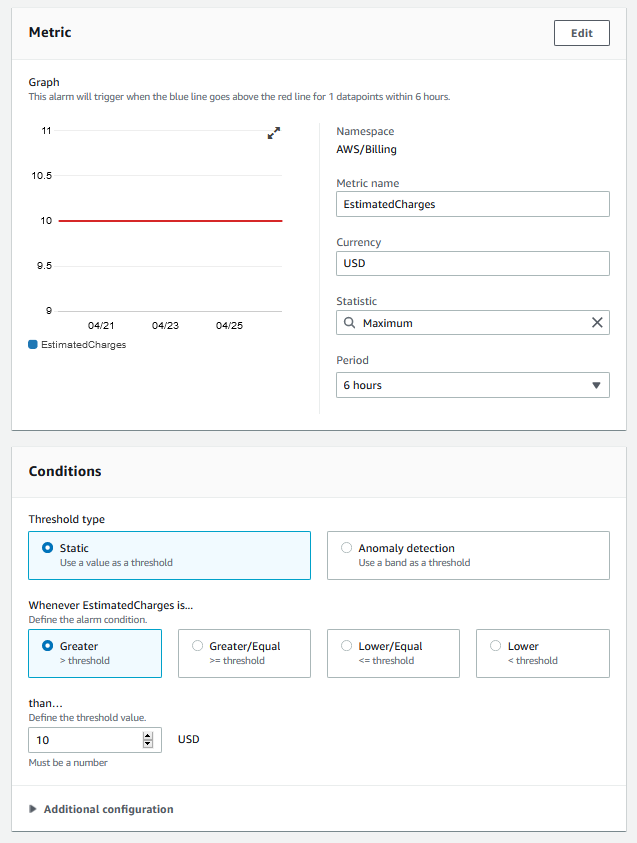 Metric
Edit
Graph
This alarm will trigger when the blue line goes above the red line for 1 datapoints within 6 hours.
11
10.5
10
9.5
9
04/21 04/23 04/25
EstimatedCharges
Namespace
AWS/Billing
Metric name
EstimatedCharges
Currency
USD
Statistic
Maximum
Period
6 hours
Conditions
Threshold type
Static
Use a value as a threshold
Anomaly detection
Use a band as a threshold
Whenever EstimatedCharges is...
Define the alarm condition.
Greater
> threshold
Greater/Equal
>= threshold
Lower/Equal
<= threshold
Lower
< threshold
than...
Define the threshold value.
10 USD
Must be a number
Additional configuration